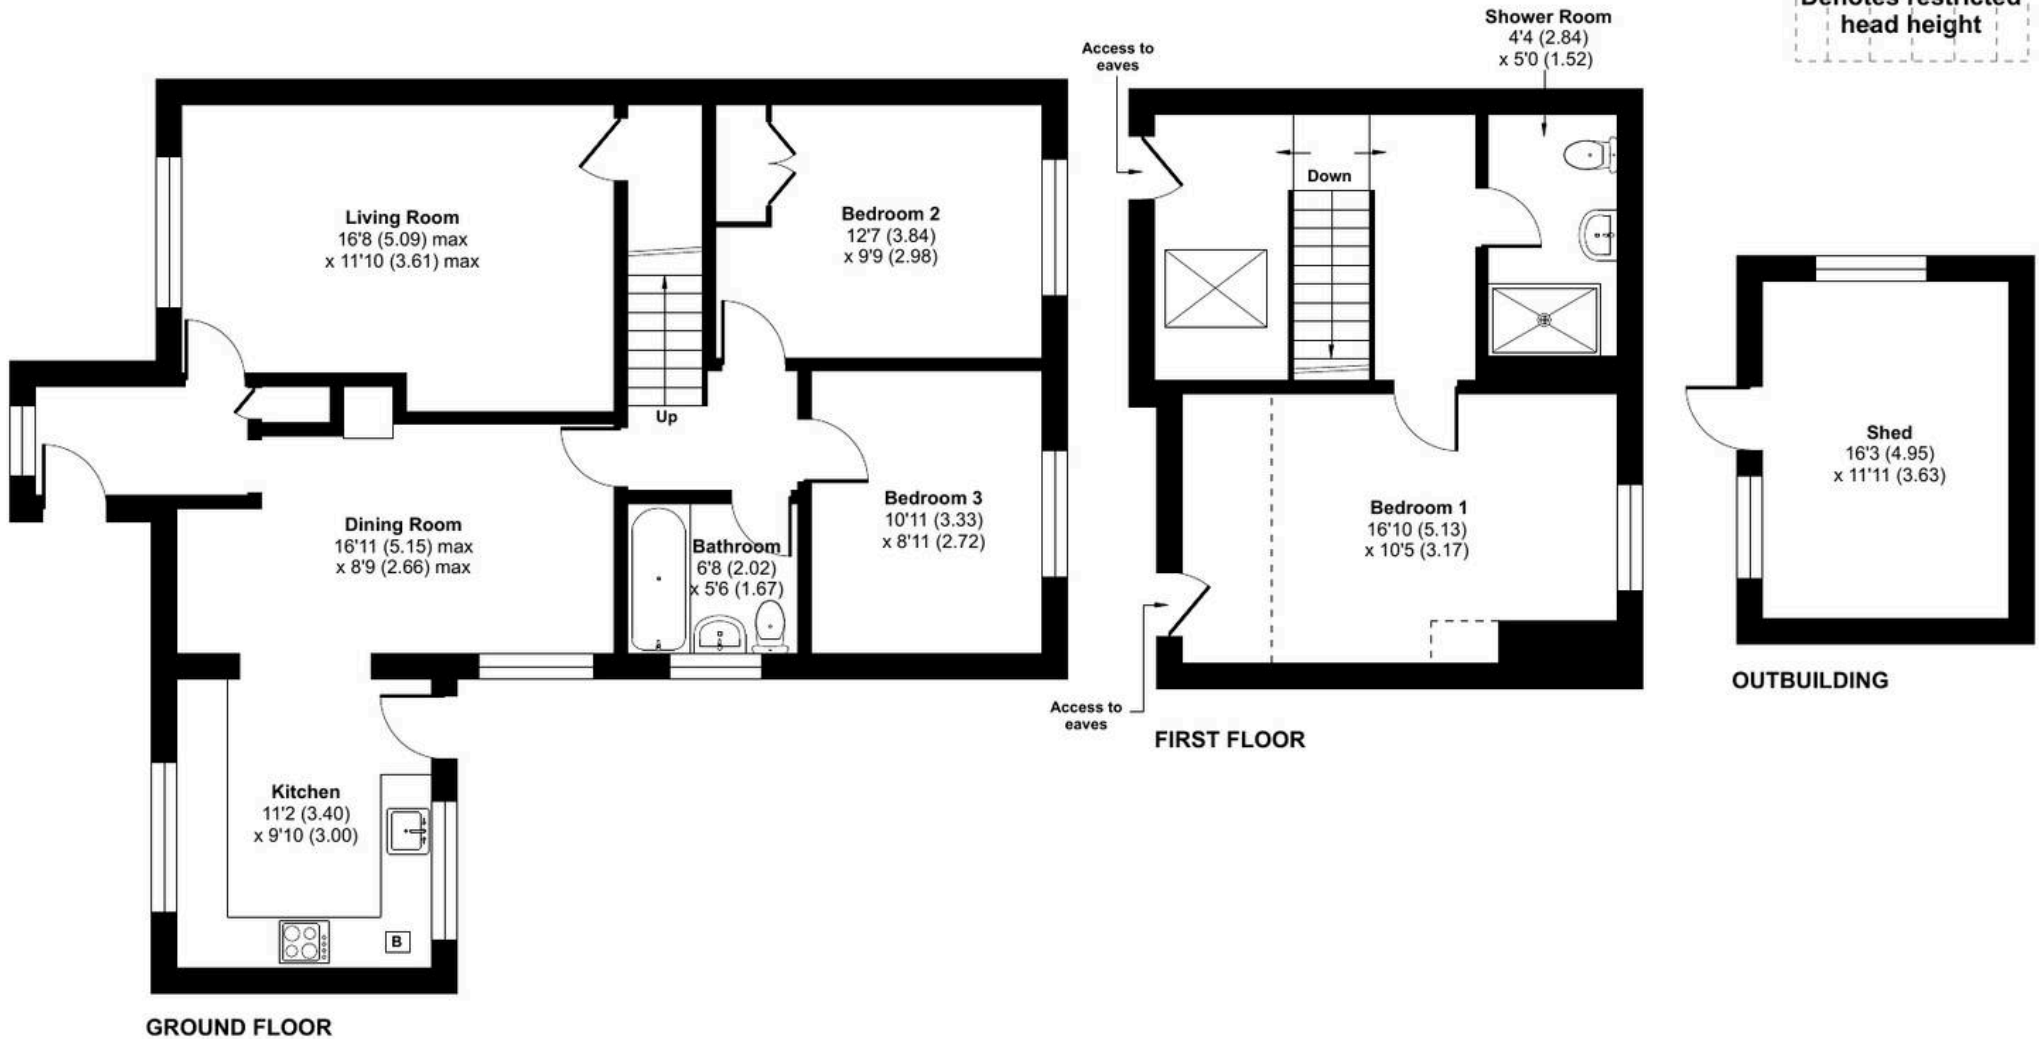 Denotes restricted
head height
Shower Room
4'4 (2.84)
x 5'0 (1.52)
Access to
eaves
Living Room
16'8 (5.09) max
x 11'10 (3.61) max
Bedroom 2
12'7 (3.84)
x 9'9 (2.98)
Down
Up
Dining Room
16'11 (5.15) max
x 8'9 (2.66) max
Bathroom
6'8 (2.02)
x 5'6 (1.67)
Bedroom 3
10'11 (3.33)
x 8'11 (2.72)
Bedroom 1
16'10 (5.13)
x 10'5 (3.17)
Shed
16'3 (4.95)
x 11'11 (3.63)
OUTBUILDING
Access to
eaves
FIRST FLOOR
Kitchen
11'2 (3.40)
x 9'10 (3.00)
B
GROUND FLOOR